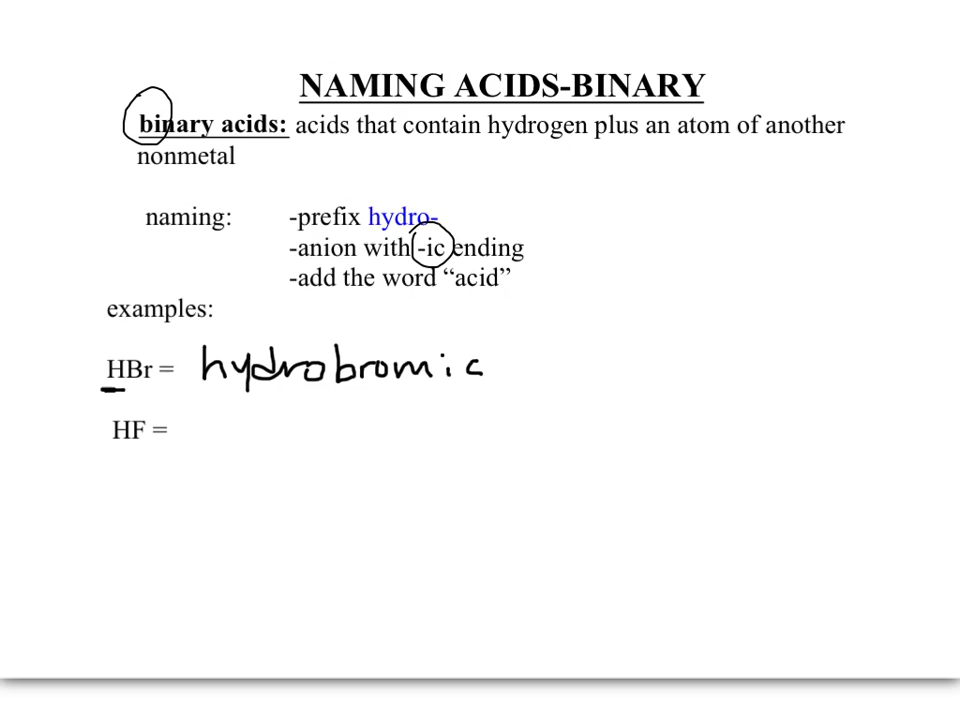 NAMING ACIDS-BINARY
binary acids: acids that contain hydrogen plus an atom of another
nonmetal
naming: -prefix hydro-
-anion with -ic ending
-add the word “acid”
examples:
HBr = hydrobromic
HF =